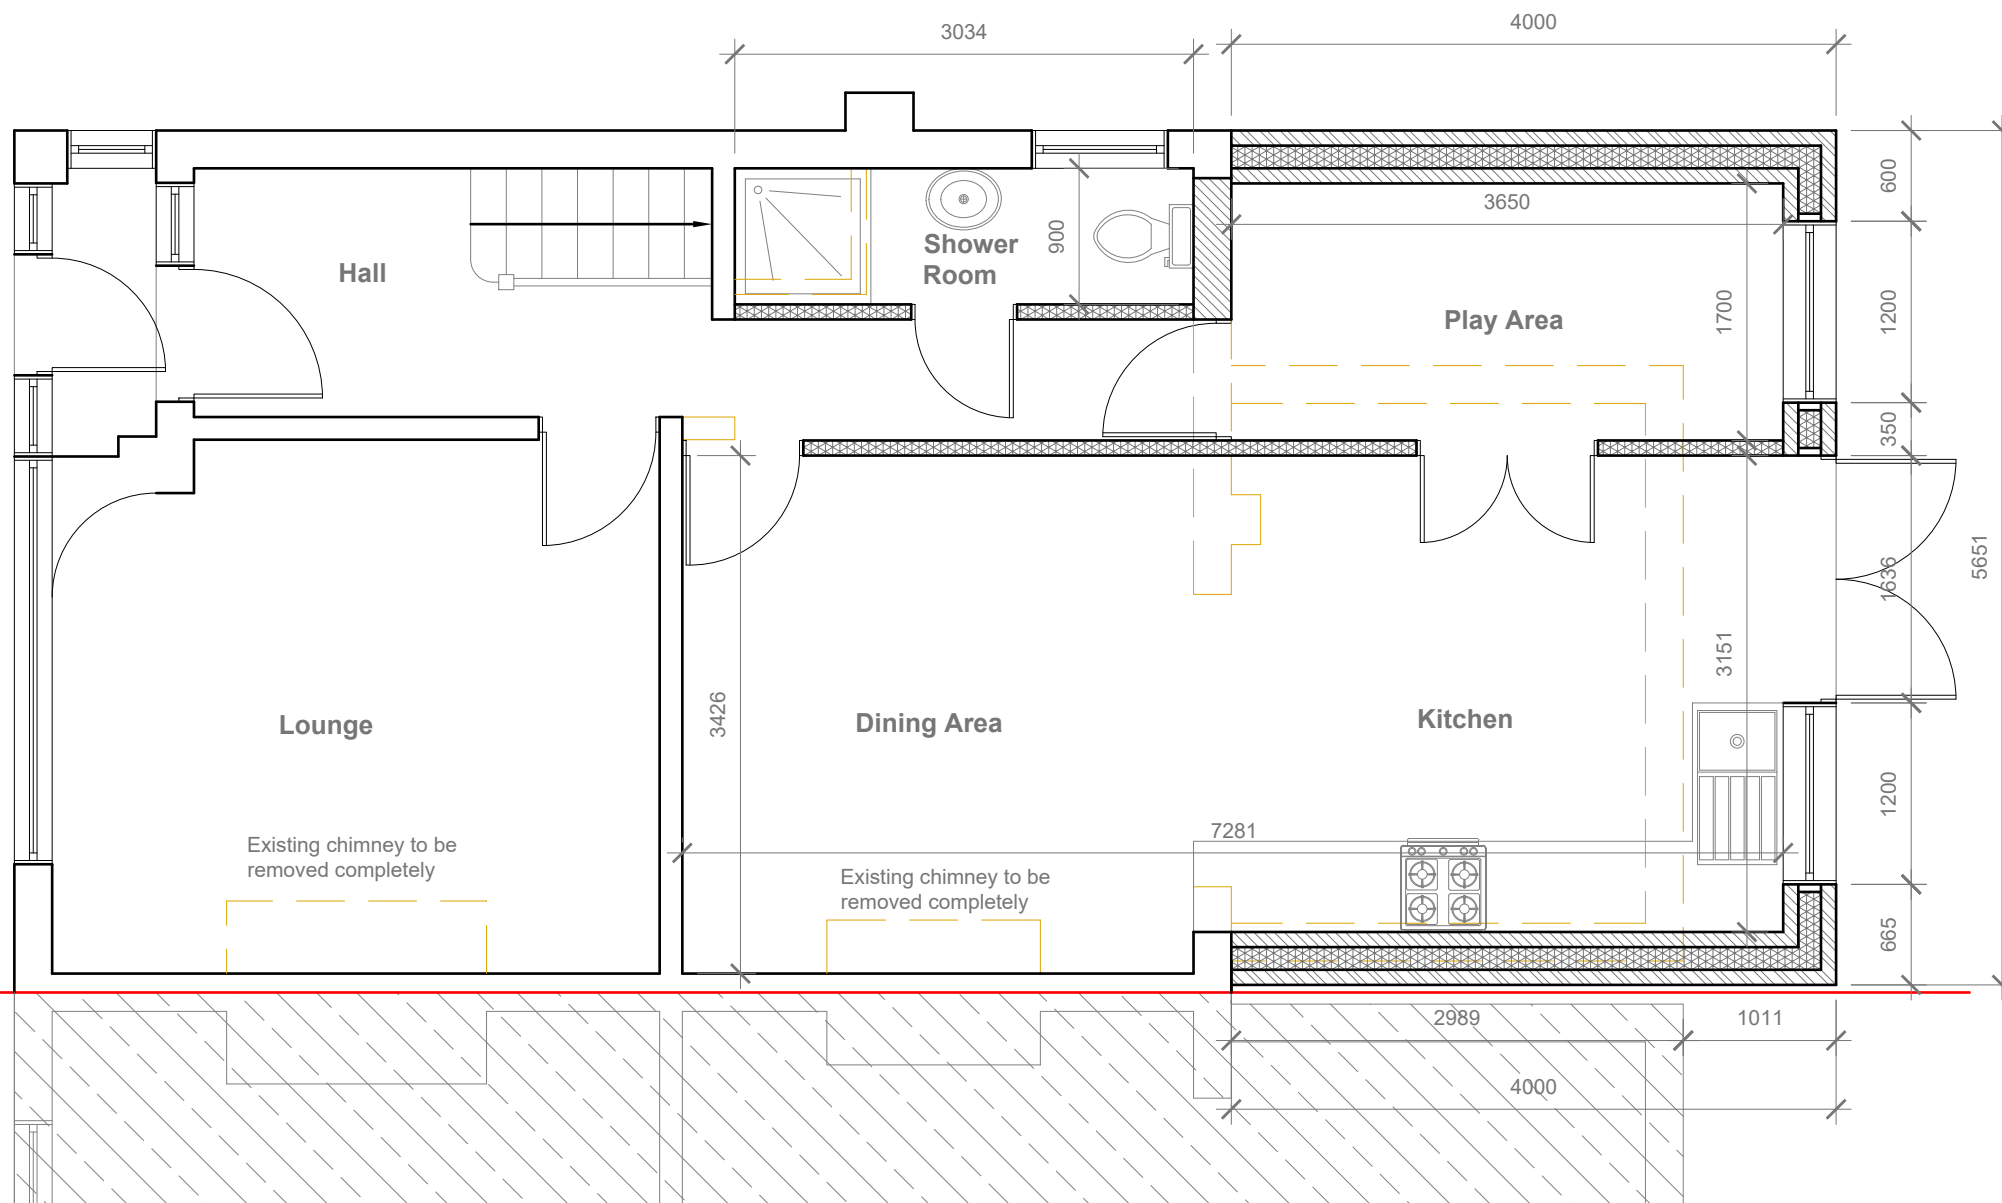 4000
3034
600
3650
Hall
Shower
Room
900
1700
1200
Play Area
350
5651
1636
3151
3426
Lounge
Dining Area
Kitchen
1200
7281
Existing chimney to be
removed completely
Existing chimney to be
removed completely
665
2989
1011
4000